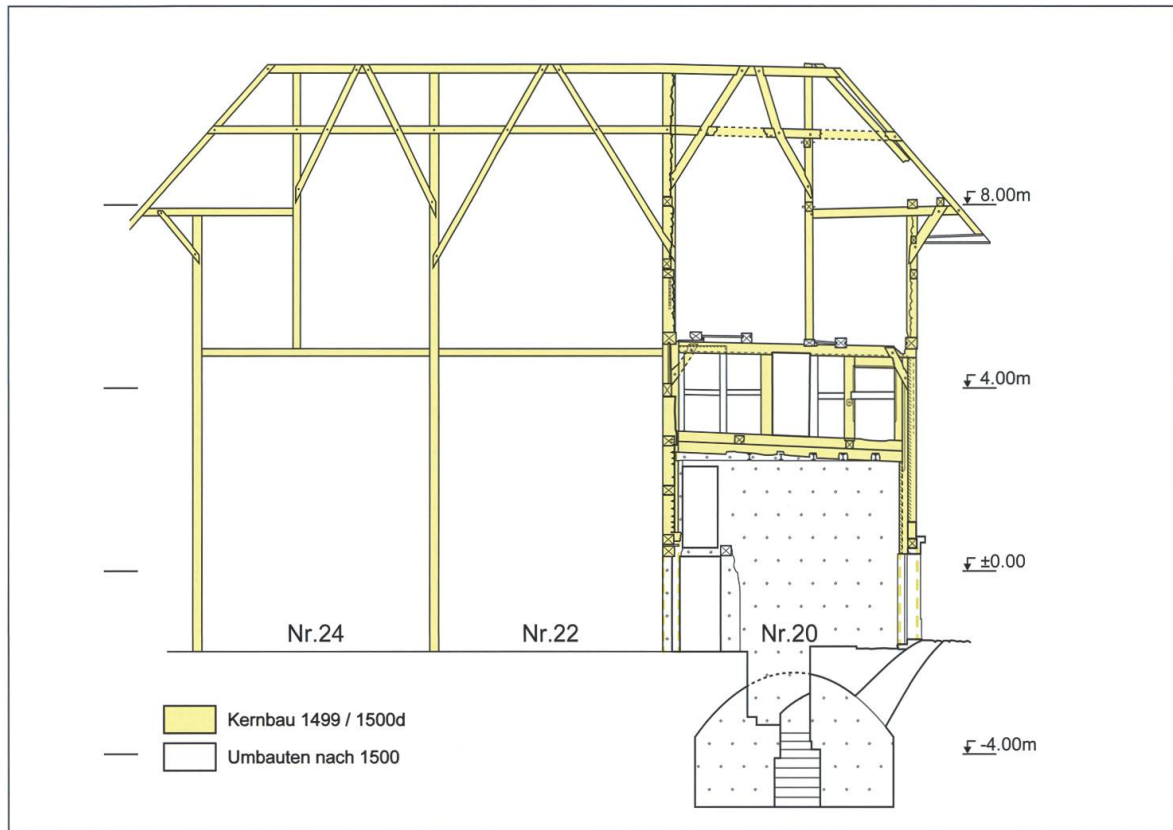 8.00m
4.00m
±0.00
Nr.24 Nr.22 Nr.20
Kernbau 1499 / 1500d
Umbauten nach 1500
-4.00m